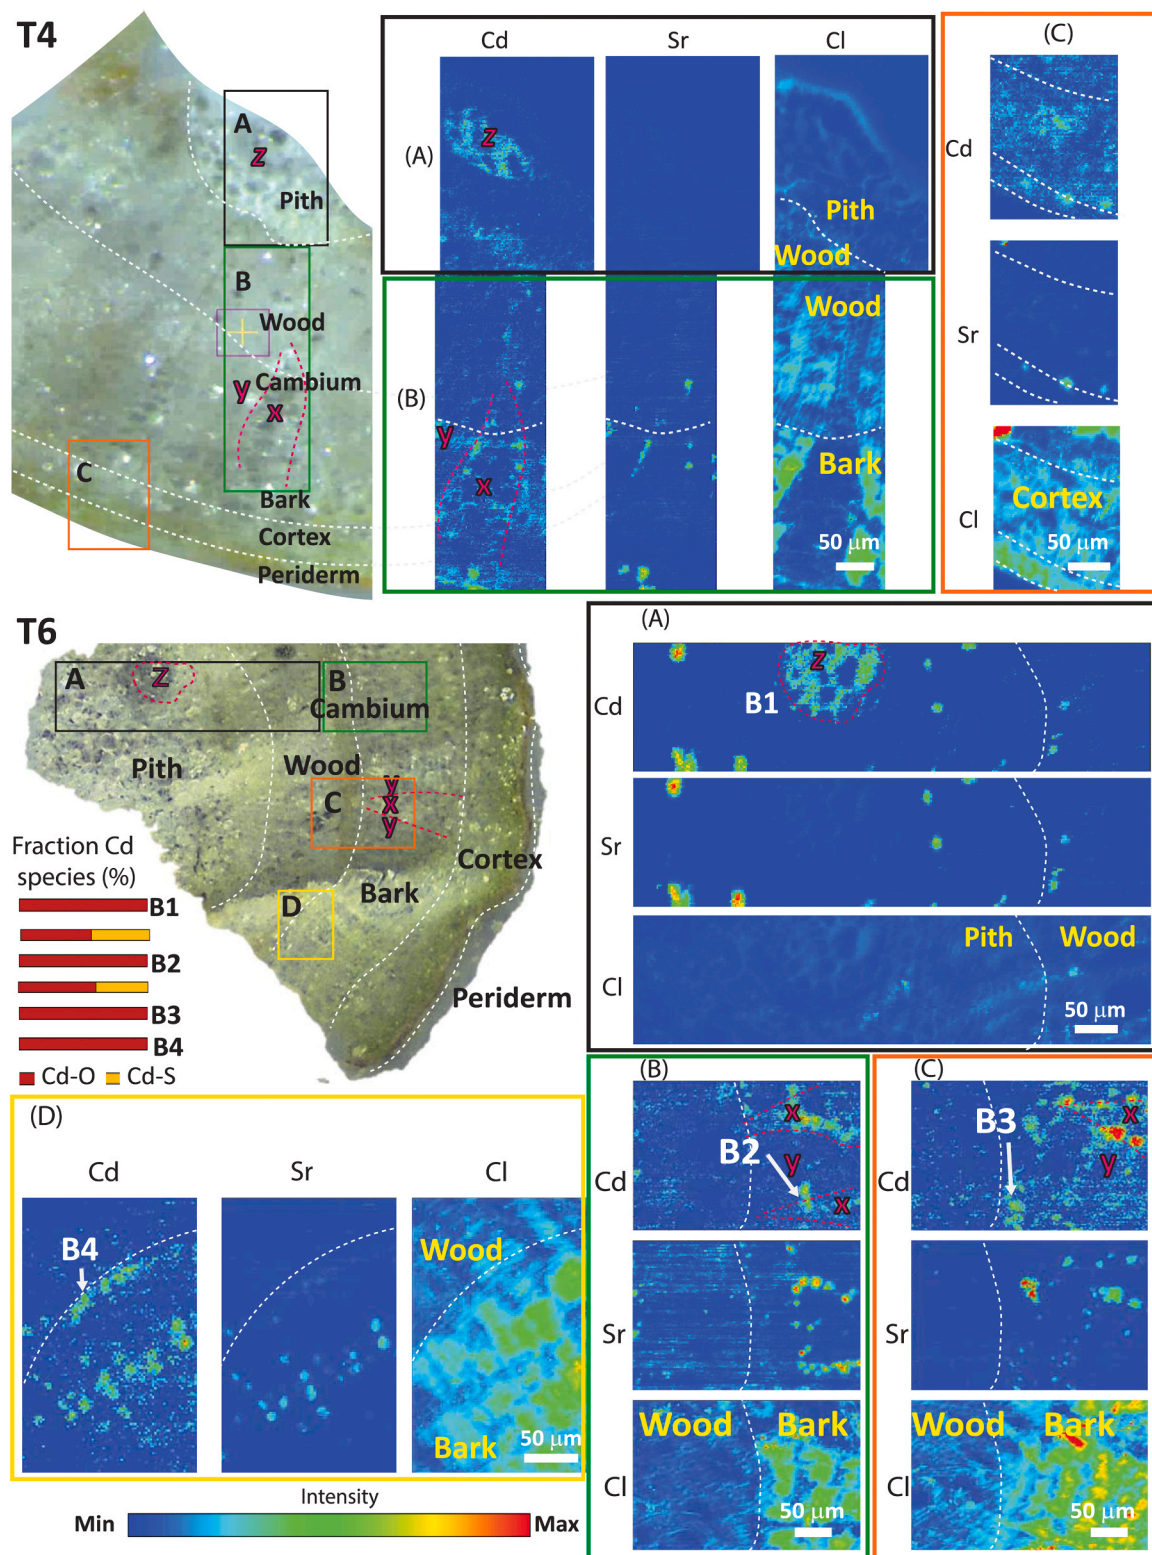 T4
A
z
Pith
B
Wood
Cambium
y
x
C
Bark
Cortex
Periderm
Cd
Sr
Cl
(A)
z
Pith
Wood
(B)
y
x
Wood
Bark
50 μm
(C)
Cd
Sr
Cl
Cortex
50 μm
T6
A
z
B
Cambium
Pith
Wood
C
y
x
y
Cortex
Bark
D
Periderm
Fraction Cd
species (%)
B1
B2
B3
B4
Cd-O
Cd-S
(A)
Cd
z
B1
Sr
Cl
Pith
Wood
50 μm
(B)
Cd
x
B2
y
x
Sr
Cl
Wood
Bark
50 μm
(C)
Cd
B3
x
y
Sr
Cl
Wood
Bark
50 μm
(D)
Cd
Sr
Cl
B4
Wood
Bark
50 μm
Intensity
Min
Max